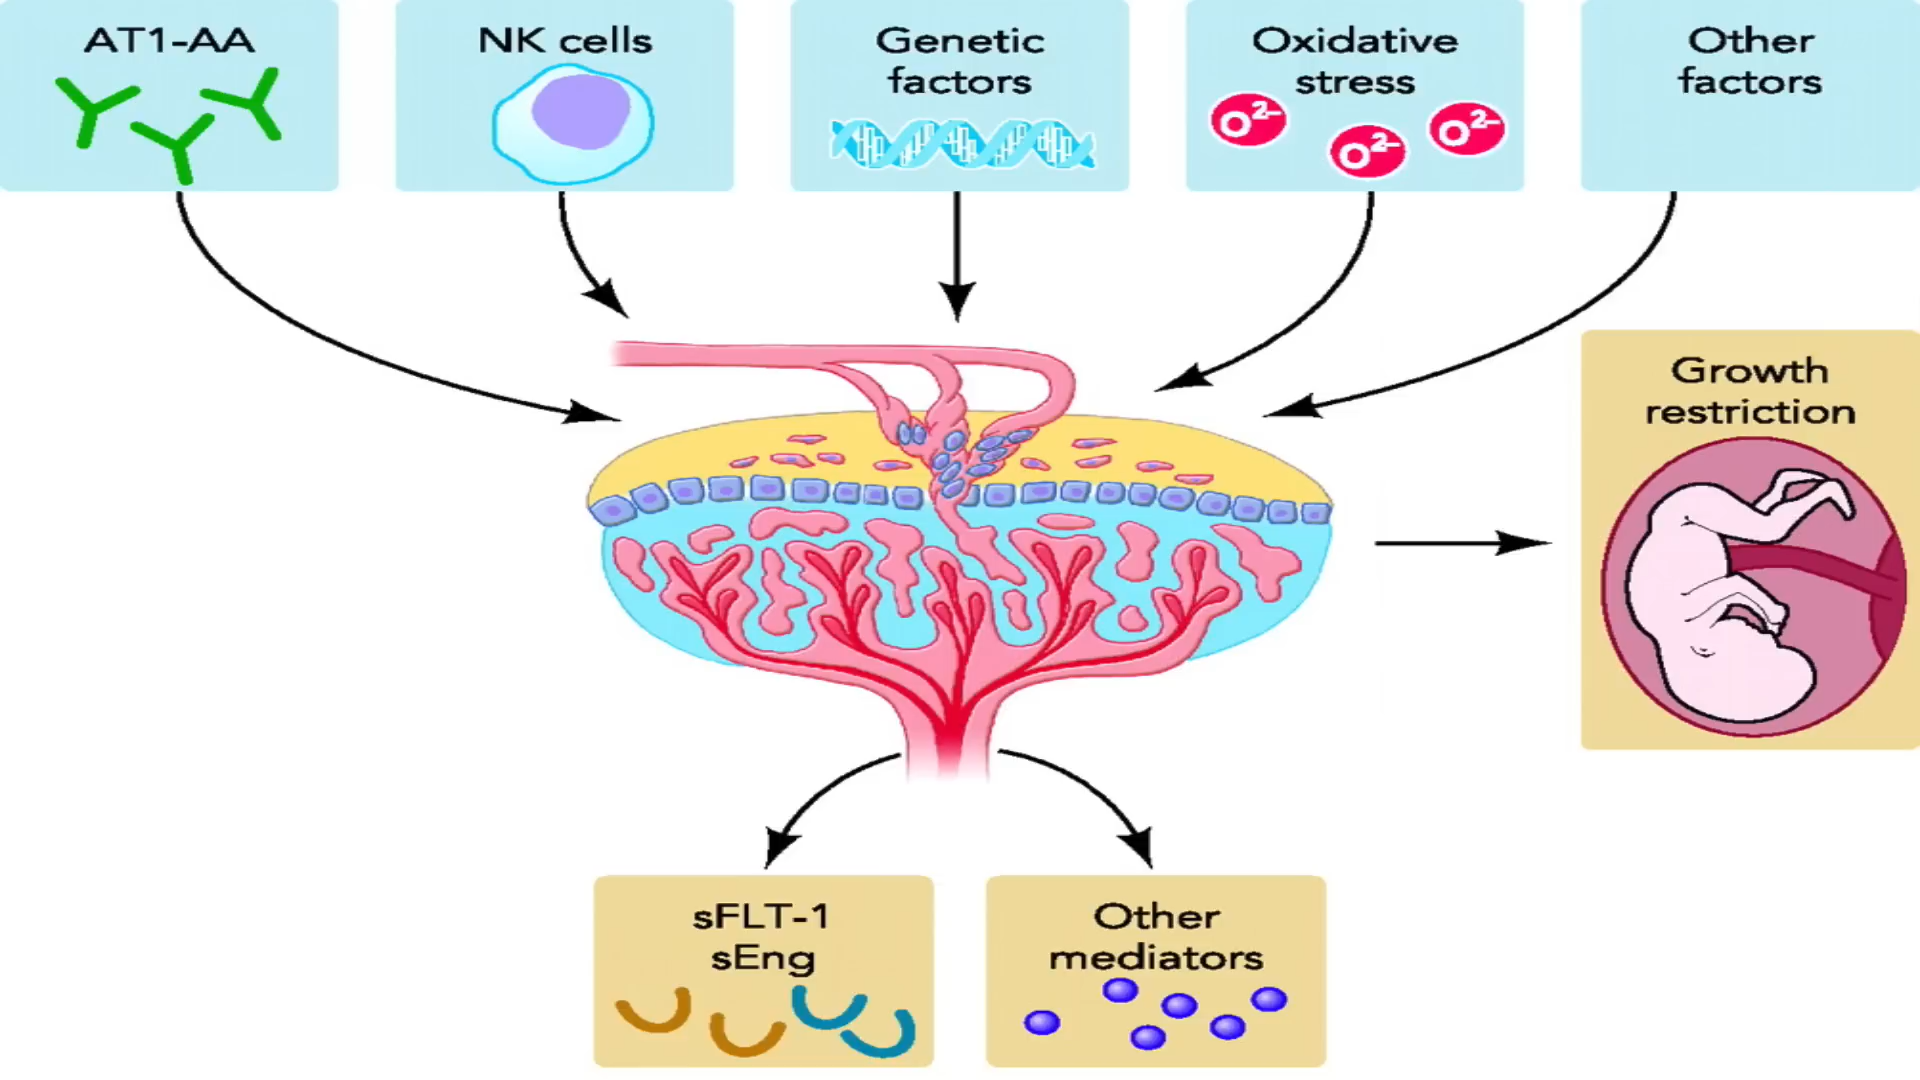 AT1-AA
NK cells
Genetic
factors
Oxidative
stress
O²⁻
O²⁻
O²⁻
Other
factors
Growth
restriction
sFLT-1
sEng
Other
mediators